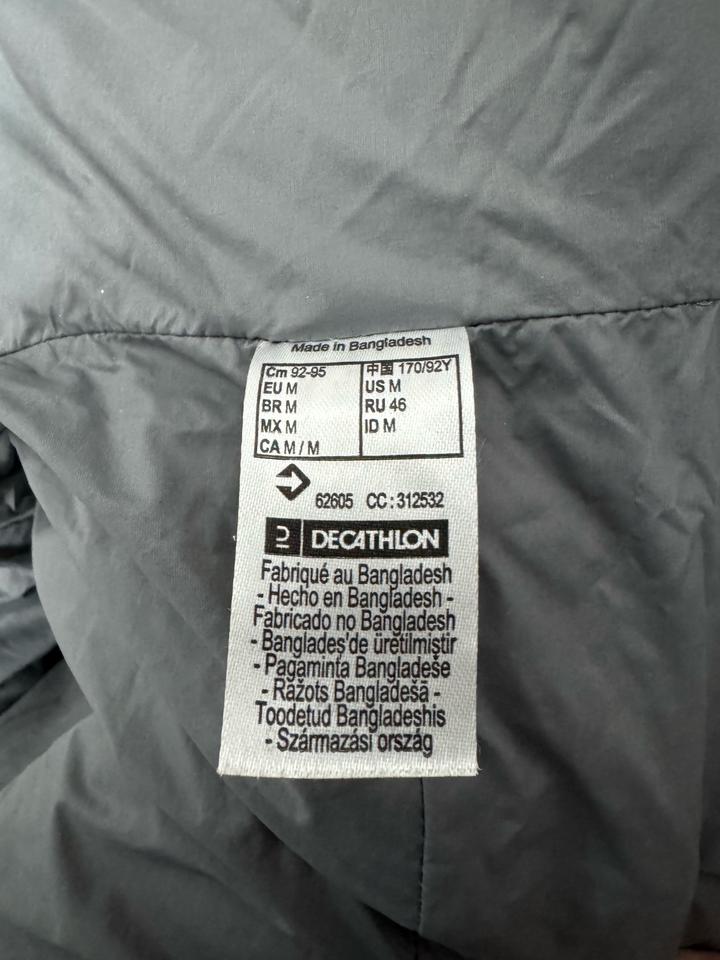 Made in Bangladesh
Cm 92-95
EU M
BR M
MX M
CA M / M
中国 170/92Y
US M
RU 46
ID M
62605 CC : 312532
DECATHLON
Fabriqué au Bangladesh
- Hecho en Bangladesh -
Fabricado no Bangladesh
- Banglades'de üretilmiştir
- Pagaminta Bangladeše
- Ražots Bangladešā -
Toodetud Bangladeshis
- Származási ország